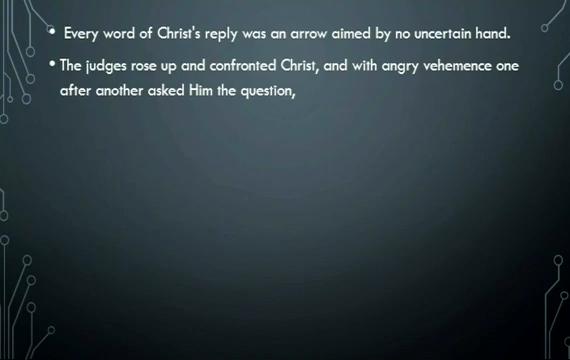 • Every word of Christ's reply was an arrow aimed by no uncertain hand.
• The judges rose up and confronted Christ, and with angry vehemence one
after another asked Him the question,